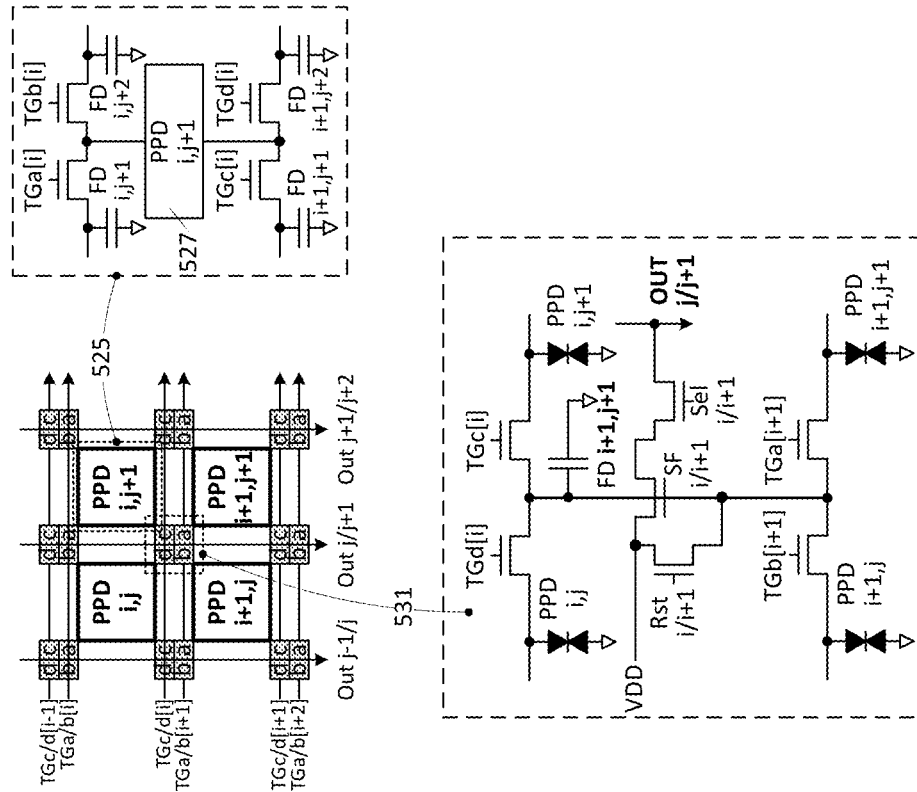 TGc/d[i-1] d c d c d c
TGa/b[i] b a b a b a
PPD
i,j
PPD
i,j+1
TGc/d[i] d c d c d c
TGa/b[i+1] b a b a b a
PPD
i+1,j
PPD
i+1,j+1
TGc/d[i+1] d c d c d c
TGa/b[i+2] b a b a b a
Out j-1/j
Out j/j+1
Out j+1/j+2
525
531
TGa[i]
TGb[i]
FD
i,j+1
FD
i,j+2
PPD
i,j+1
527
TGc[i]
TGd[i]
FD
i+1,j+1
FD
i+1,j+2
TGd[i]
TGc[i]
PPD
i,j
PPD
i,j+1
FD i+1,j+1
VDD
Rst
i/i+1
SF
i/i+1
Sel
i/i+1
OUT
j/j+1
TGb[i+1]
TGa[i+1]
PPD
i+1,j
PPD
i+1,j+1